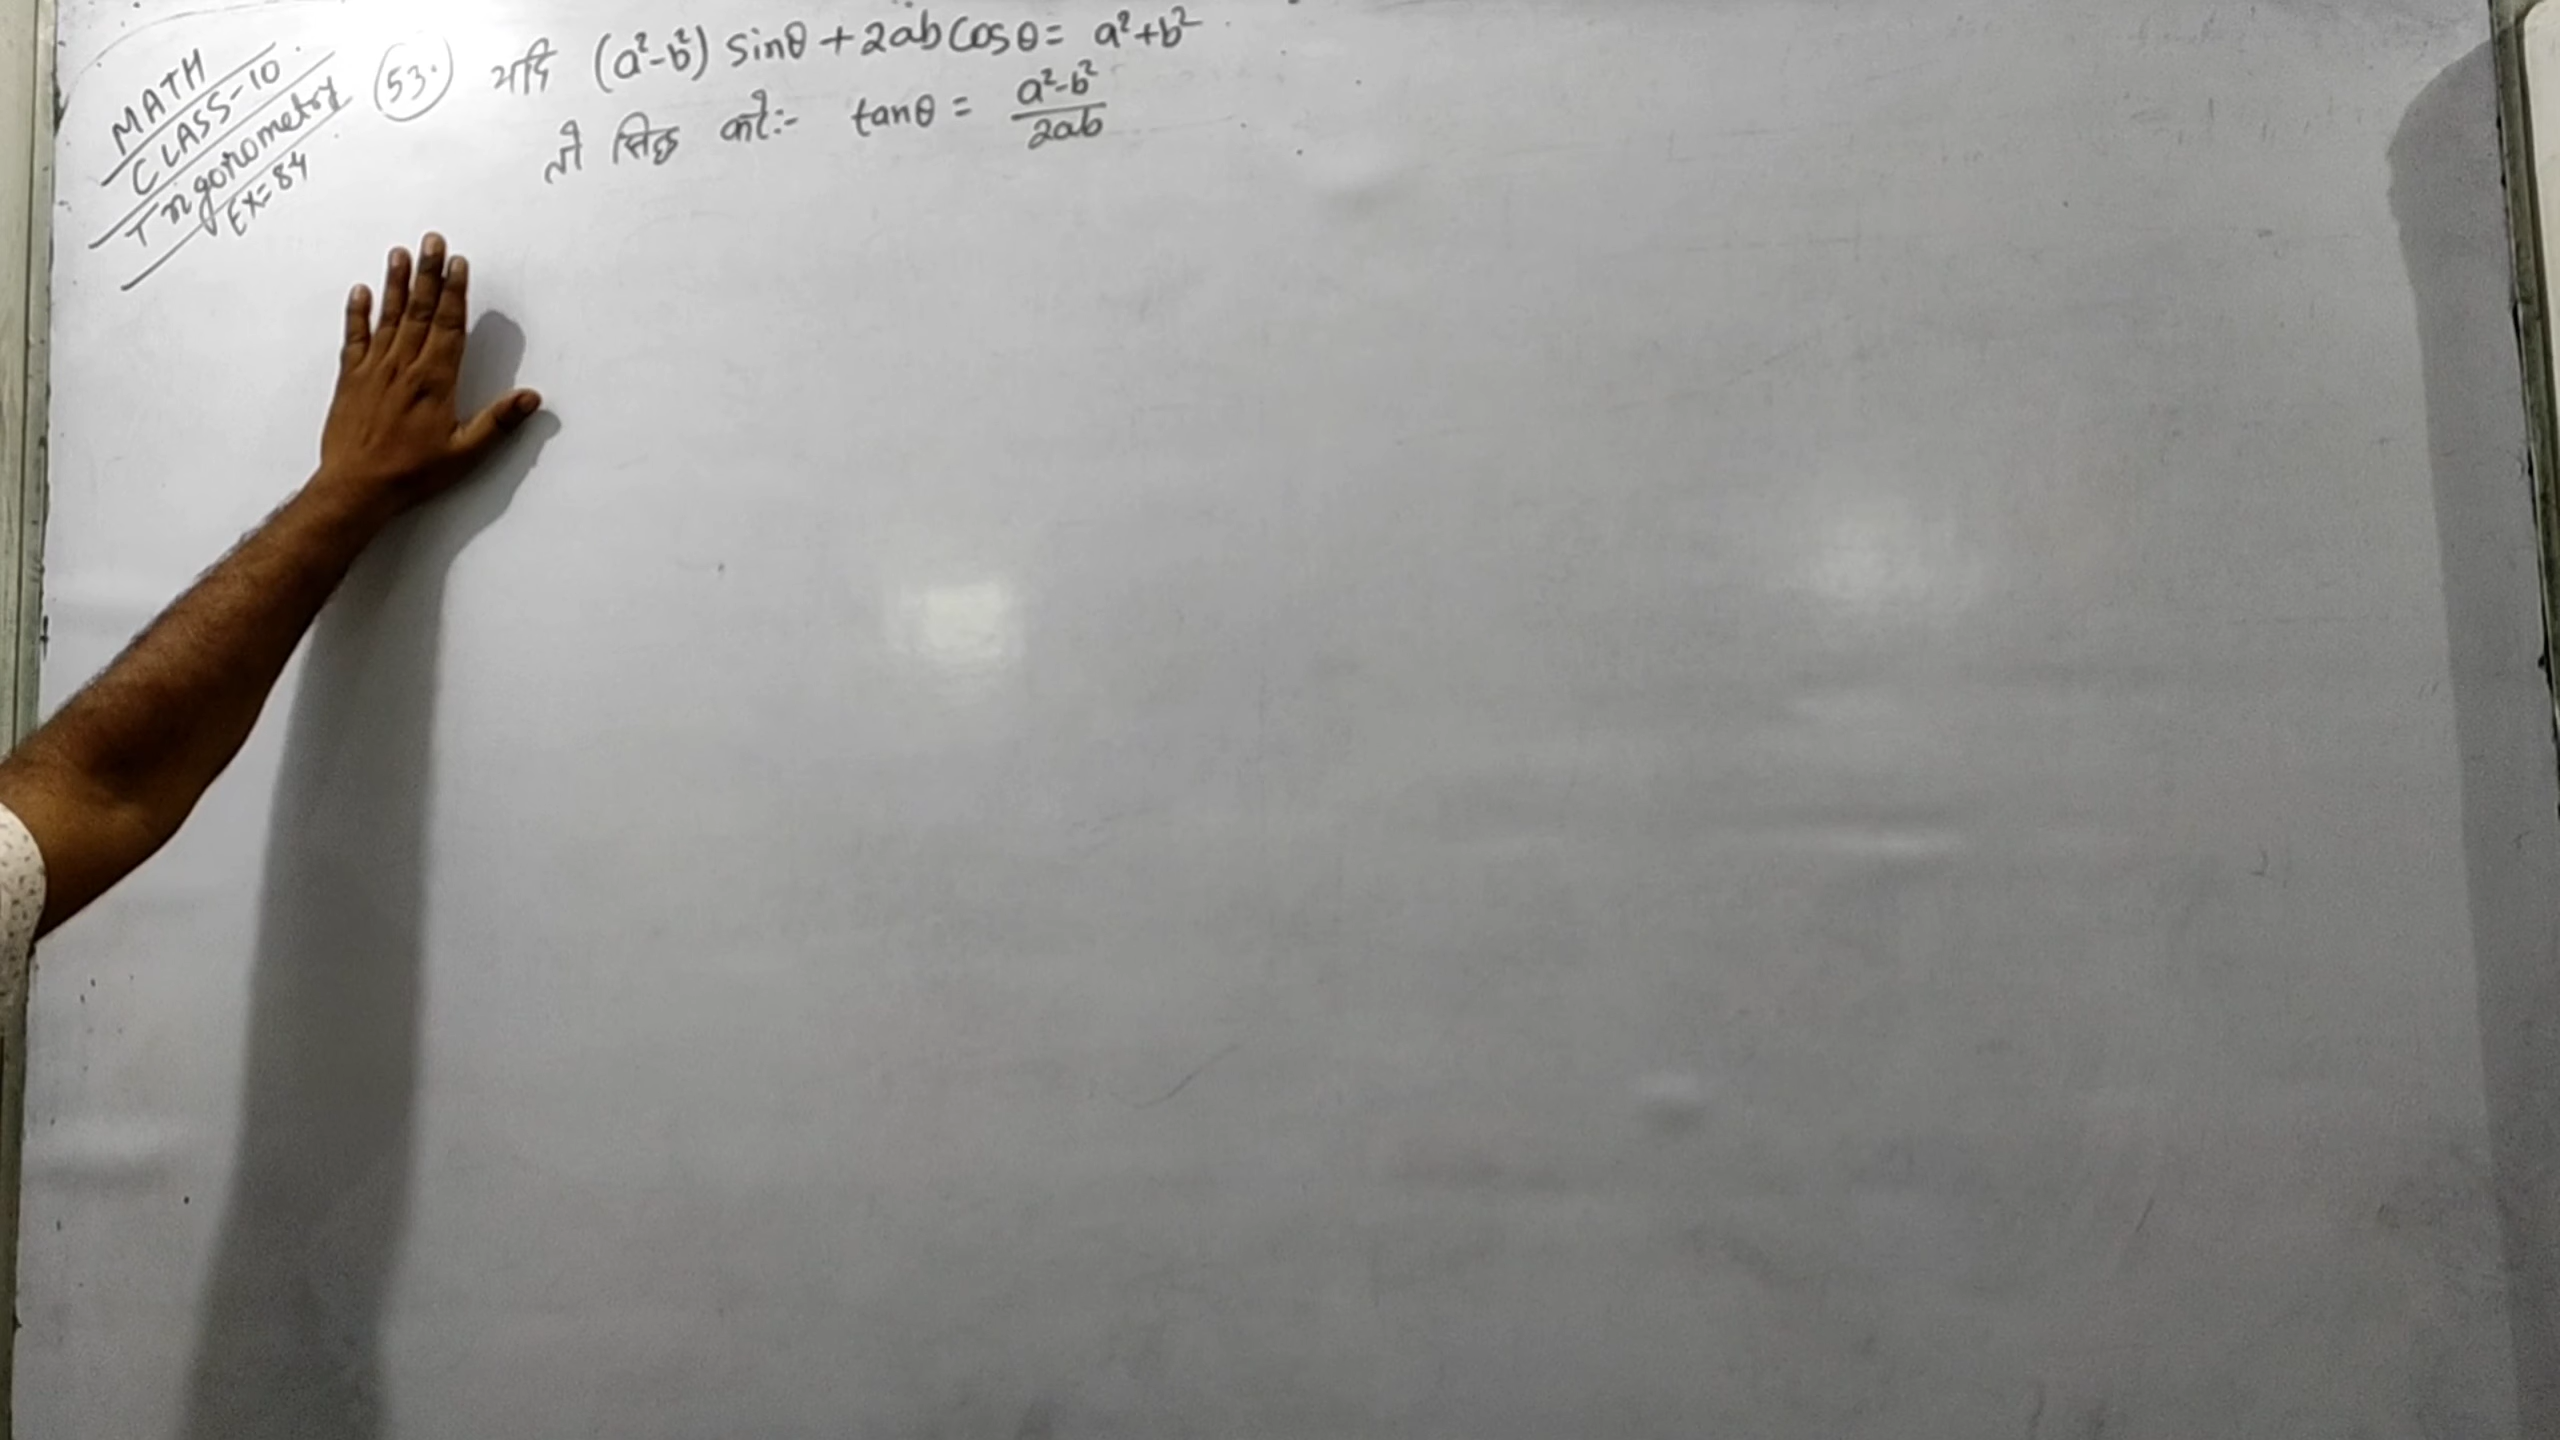 MATH
CLASS-10
Trigonometry
Ex=84
53. यदि (a²-b²) sinθ + 2ab cosθ = a²+b²
तो सिद्ध करें:- tanθ = \frac{a²-b²}{2ab}